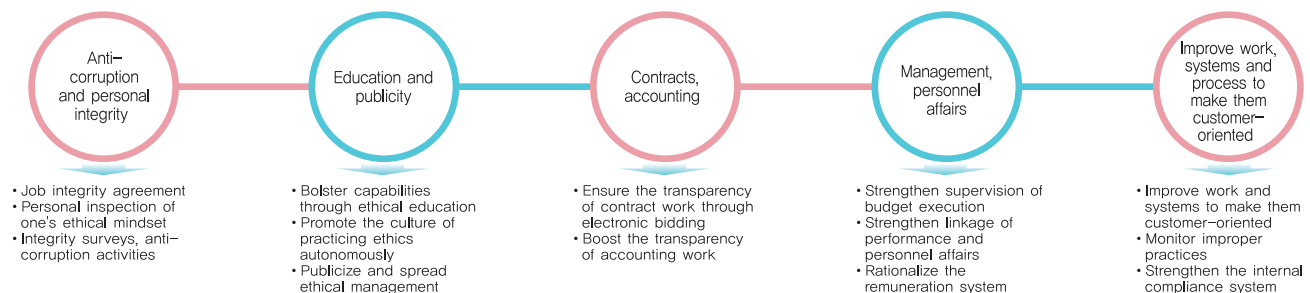 Anti-
corruption
and personal
integrity
Education and
publicity
Contracts,
accounting
Management,
personnel
affairs
Improve work,
systems and
process to
make them
customer-
oriented
• Job integrity agreement
• Personal inspection of
one's ethical mindset
• Integrity surveys, anti-
corruption activities
• Bolster capabilities
through ethical education
• Promote the culture of
practicing ethics
autonomously
• Publicize and spread
ethical management
• Ensure the transparency
of contract work through
electronic bidding
• Boost the transparency
of accounting work
• Strengthen supervision of
budget execution
• Strengthen linkage of
performance and
personnel affairs
• Rationalize the
remuneration system
• Improve work and
systems to make them
customer-oriented
• Monitor improper
practices
• Strengthen the internal
compliance system